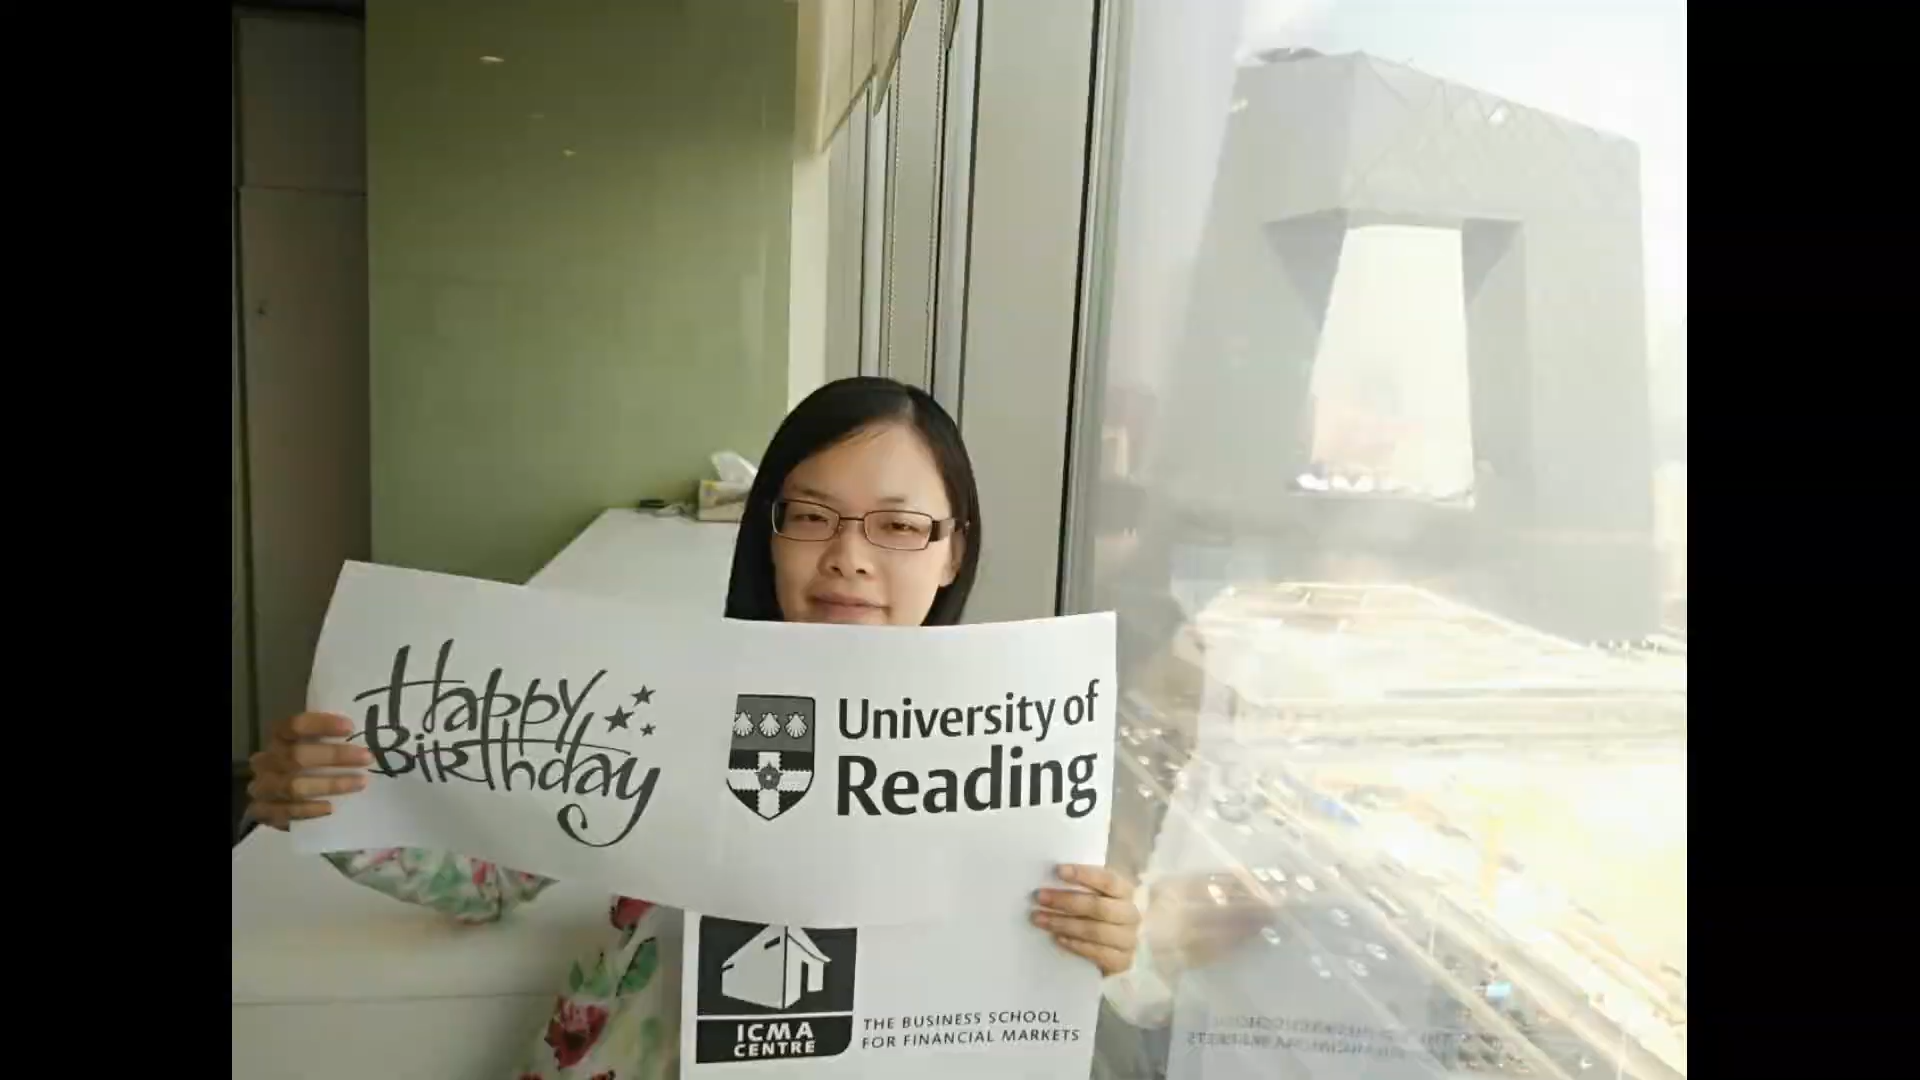 Happy
Birthday
University of
Reading
ICMA
CENTRE
THE BUSINESS SCHOOL
FOR FINANCIAL MARKETS